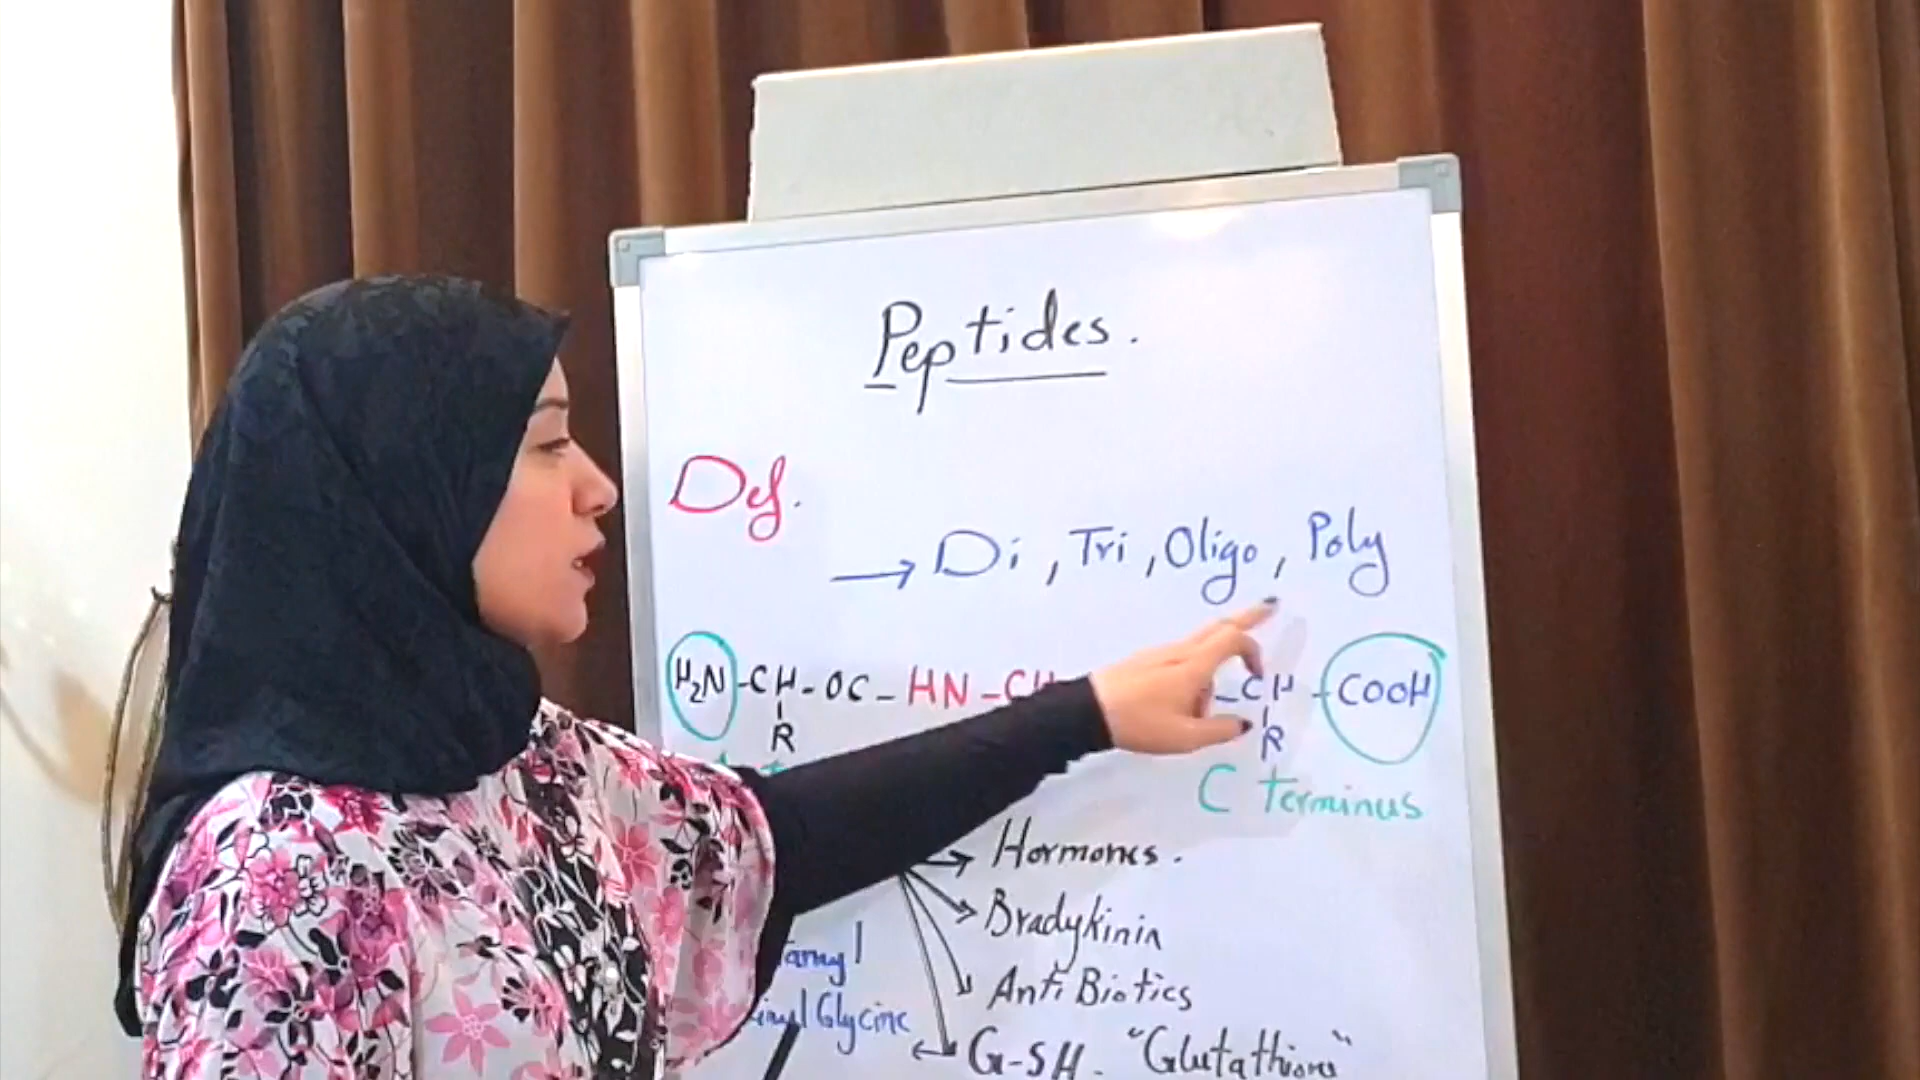 Peptides.
Def.
→ Di, Tri, Oligo, Poly
H₂N-CH-OC-HN-CH -CH-COOH
R R
C terminus
Hormones.
Bradykinin
Anti Biotics
Glycine
G-SH. "Glutathione"